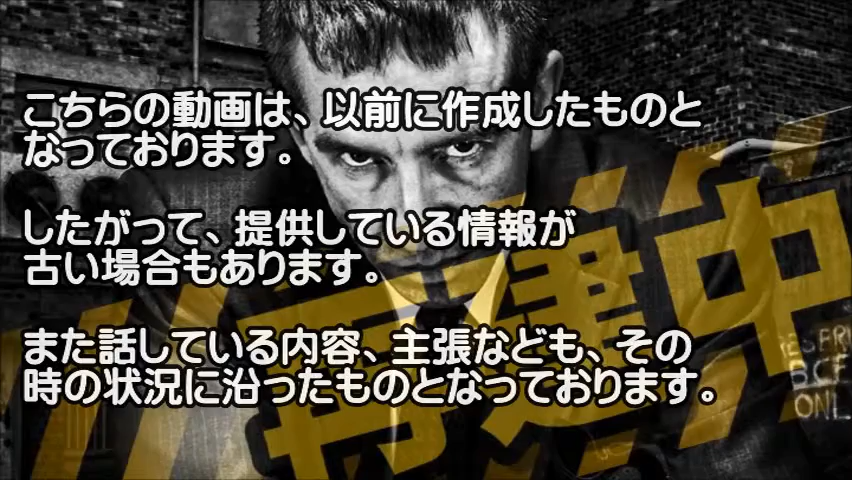 こちらの動画は、以前に作成したものと
なっております。
したがって、提供している情報が
古い場合もあります。
また話している内容、主張なども、その
時の状況に沿ったものとなっております。
再建中
ONL